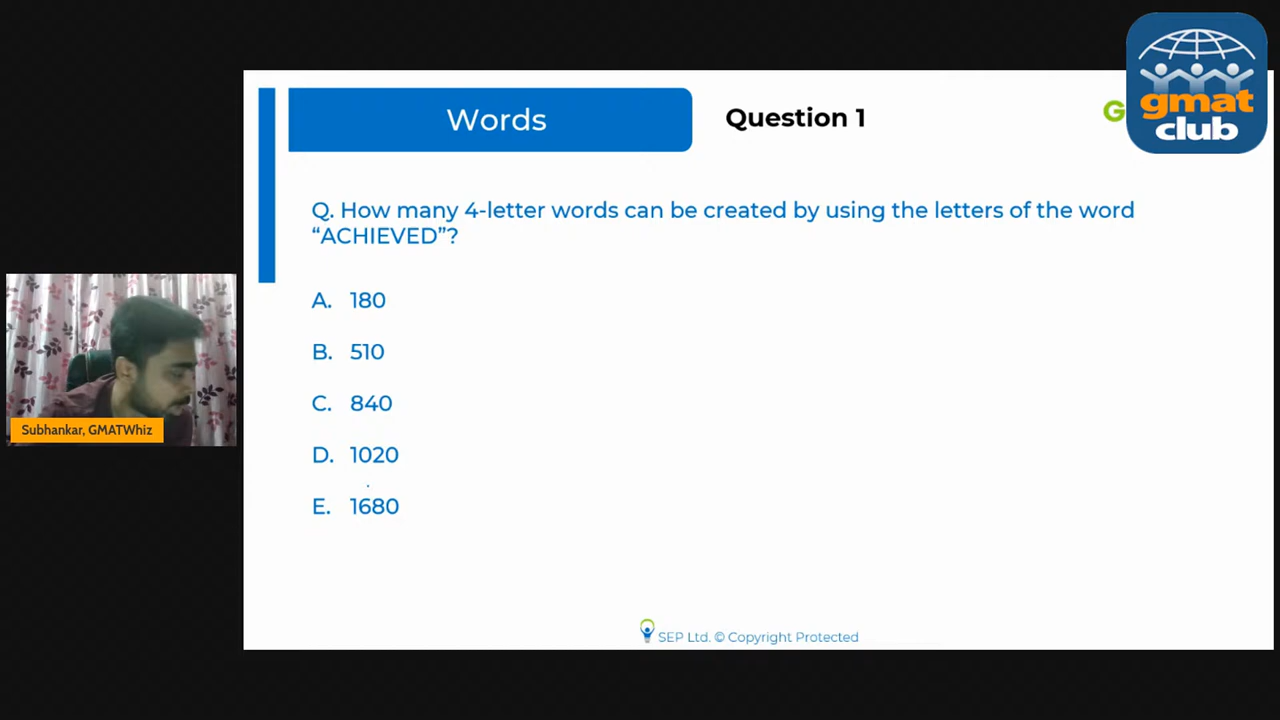 Words
Question 1
G
gmat
club
Q. How many 4-letter words can be created by using the letters of the word
“ACHIEVED”?
A. 180
B. 510
C. 840
D. 1020
E. 1680
Subhankar, GMATWhiz
SEP Ltd. © Copyright Protected